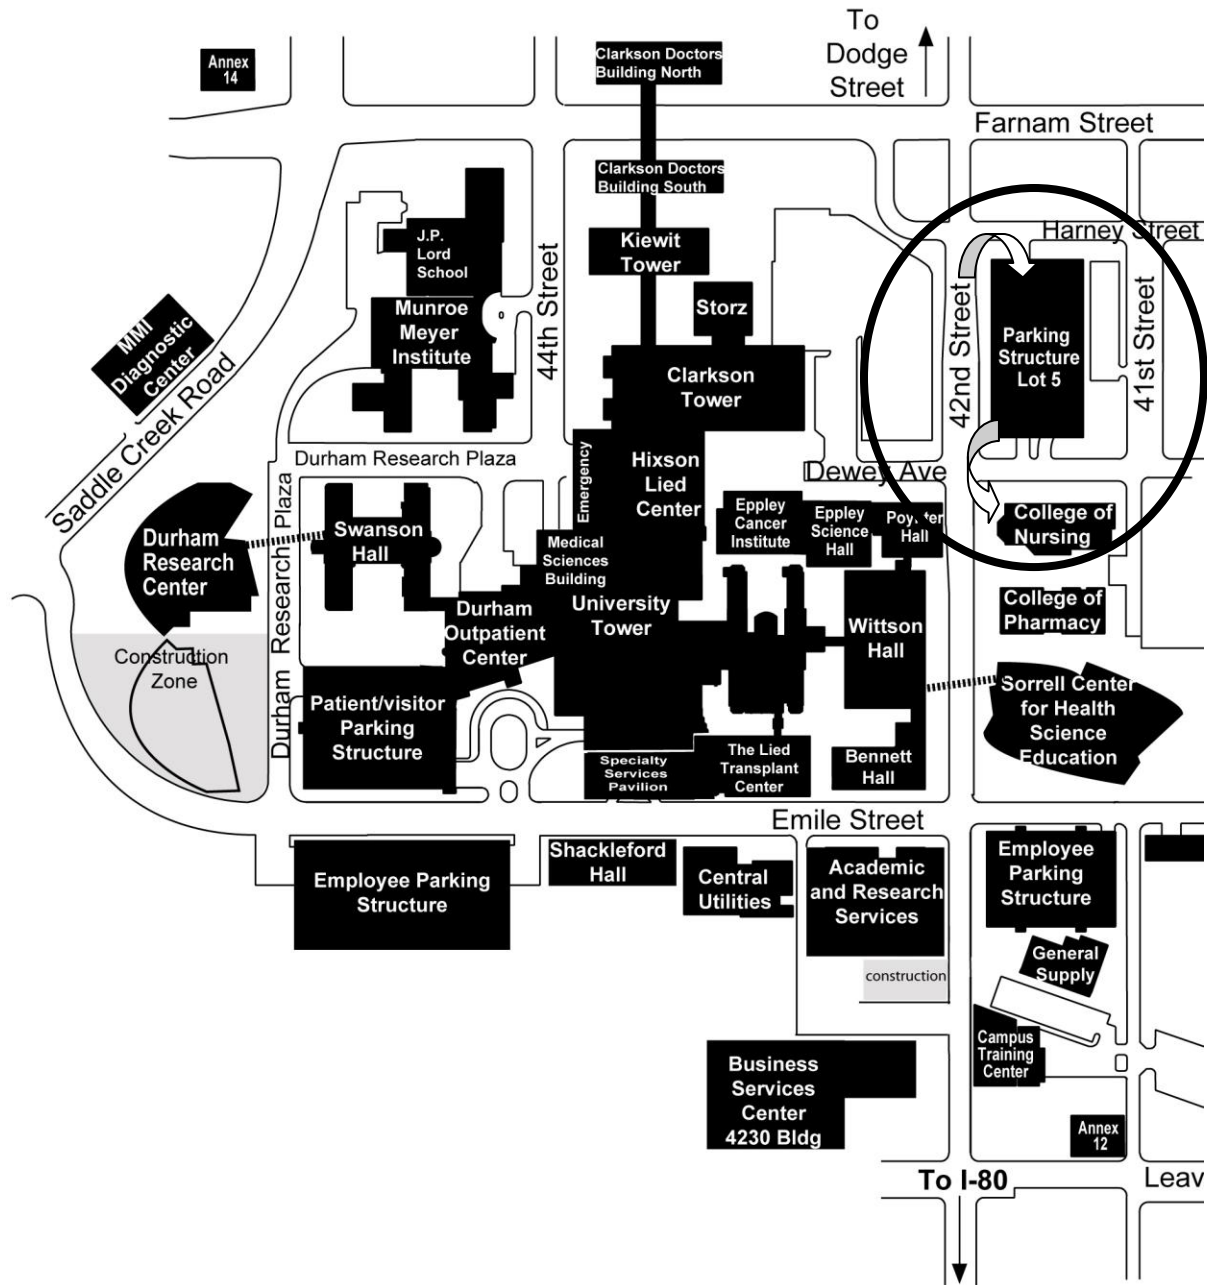 To
Dodge
Street
Annex
14
Clarkson Doctors
Building North
Farnam Street
Clarkson Doctors
Building South
Harney Street
J.P.
Lord
School
Kiewit
Tower
44th Street
Storz
42nd Street
41st Street
Munroe
Meyer
Institute
MMI
Diagnostic
Center
Parking
Structure
Lot 5
Clarkson
Tower
Saddle Creek Road
Durham Research Plaza
Emergency
Hixson
Lied
Center
Dewey Ave
Durham Research Plaza
Durham
Research
Center
Swanson
Hall
Eppley
Cancer
Institute
Eppley
Science
Hall
Poynter
Hall
College of
Nursing
Medical
Sciences
Building
University
Tower
Durham
Outpatient
Center
College of
Pharmacy
Wittson
Hall
Construction
Zone
Patient/visitor
Parking
Structure
Sorrell Center
for Health
Science
Education
Specialty
Services
Pavilion
The Lied
Transplant
Center
Bennett
Hall
Emile Street
Employee Parking
Structure
Shackleford
Hall
Central
Utilities
Academic
and Research
Services
Employee
Parking
Structure
General
Supply
construction
Campus
Training
Center
Business
Services
Center
4230 Bldg
Annex
12
To I-80
Leav